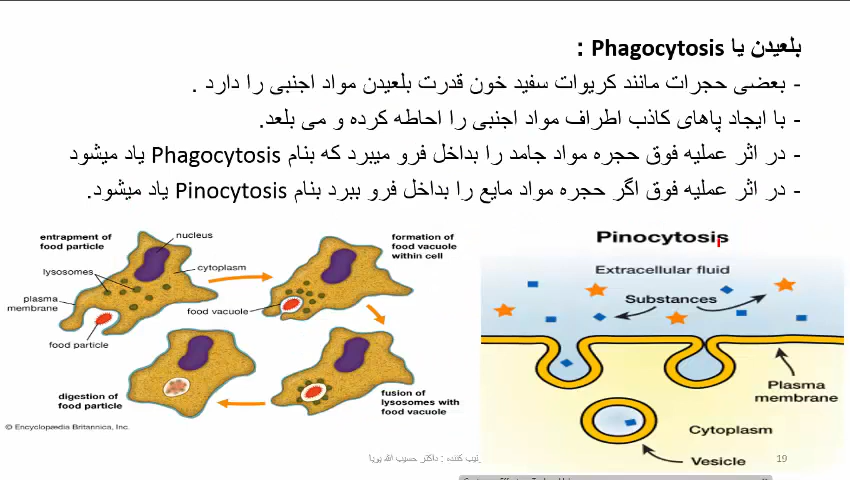 بلعیدن یا Phagocytosis :
- بعضی حجرات مانند کریوات سفید خون قدرت بلعیدن مواد اجنبی را دارد .
- با ایجاد پاهای کاذب اطراف مواد اجنبی را احاطه کرده و می بلعد.
- در اثر عملیه فوق حجره مواد جامد را بداخل فرو میبرد که بنام Phagocytosis یاد میشود
- در اثر عملیه فوق اگر حجره مواد مایع را بداخل فرو ببرد بنام Pinocytosis یاد میشود.
entrapment of
food particle
nucleus
lysosomes
cytoplasm
plasma
membrane
food particle
formation of
food vacuole
within cell
food vacuole
digestion of
food particle
fusion of
lysosomes with
food vacuole
© Encyclopædia Britannica, Inc.
Pinocytosis
Extracellular fluid
Substances
Plasma
membrane
Cytoplasm
Vesicle
کننده : داکتر حسیب الله پویا
19